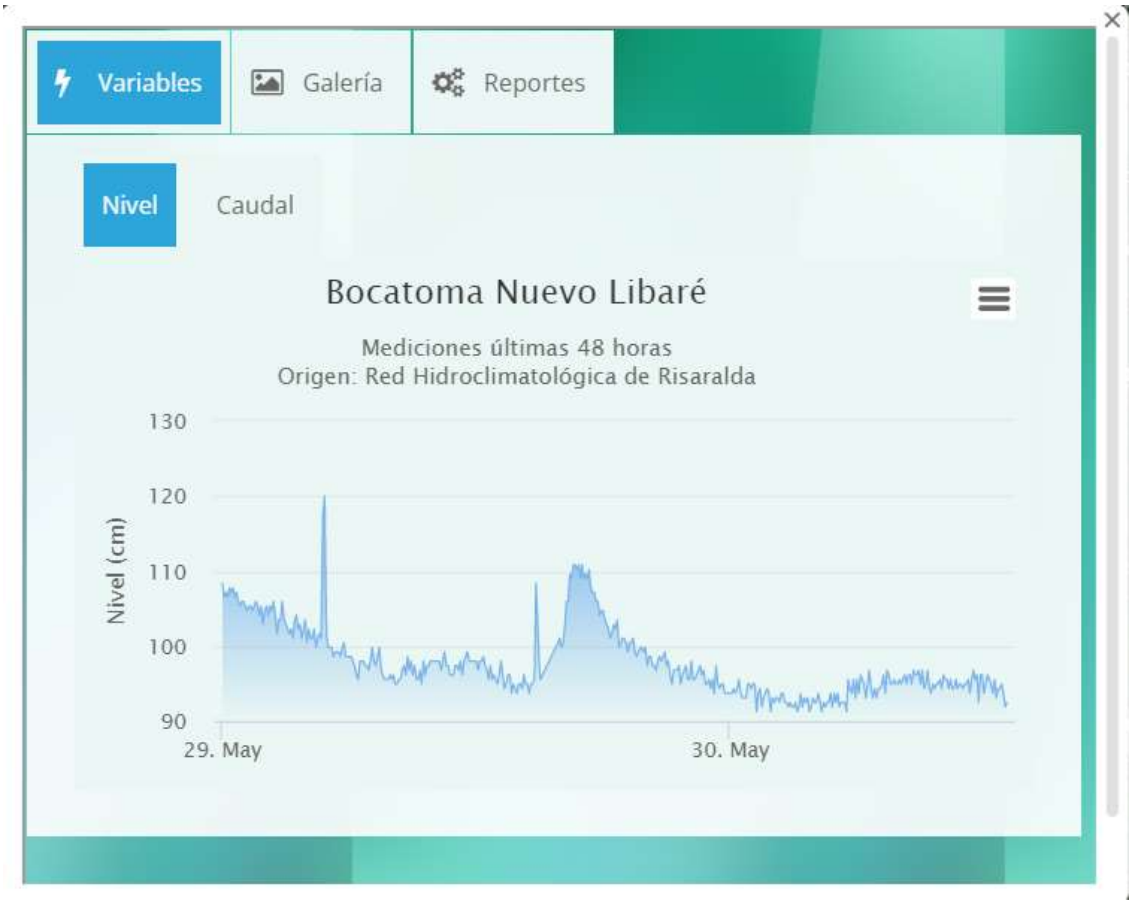 Variables
Galería
Reportes
Nivel
Caudal
Bocatoma Nuevo Libaré
Mediciones últimas 48 horas
Origen: Red Hidroclimatológica de Risaralda
Nivel (cm)
130
120
110
100
90
29. May
30. May